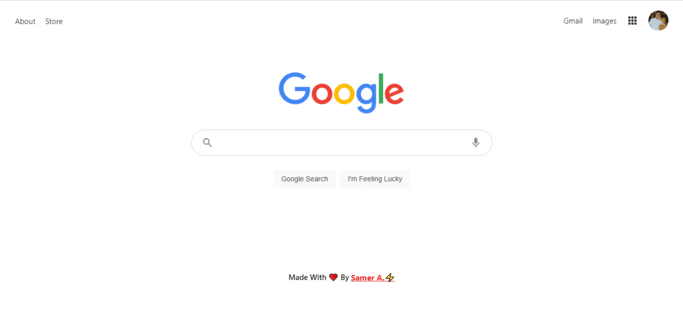 About Store
Gmail Images
Google
Google Search I'm Feeling Lucky
Made With ❤️ By Samer A.⚡